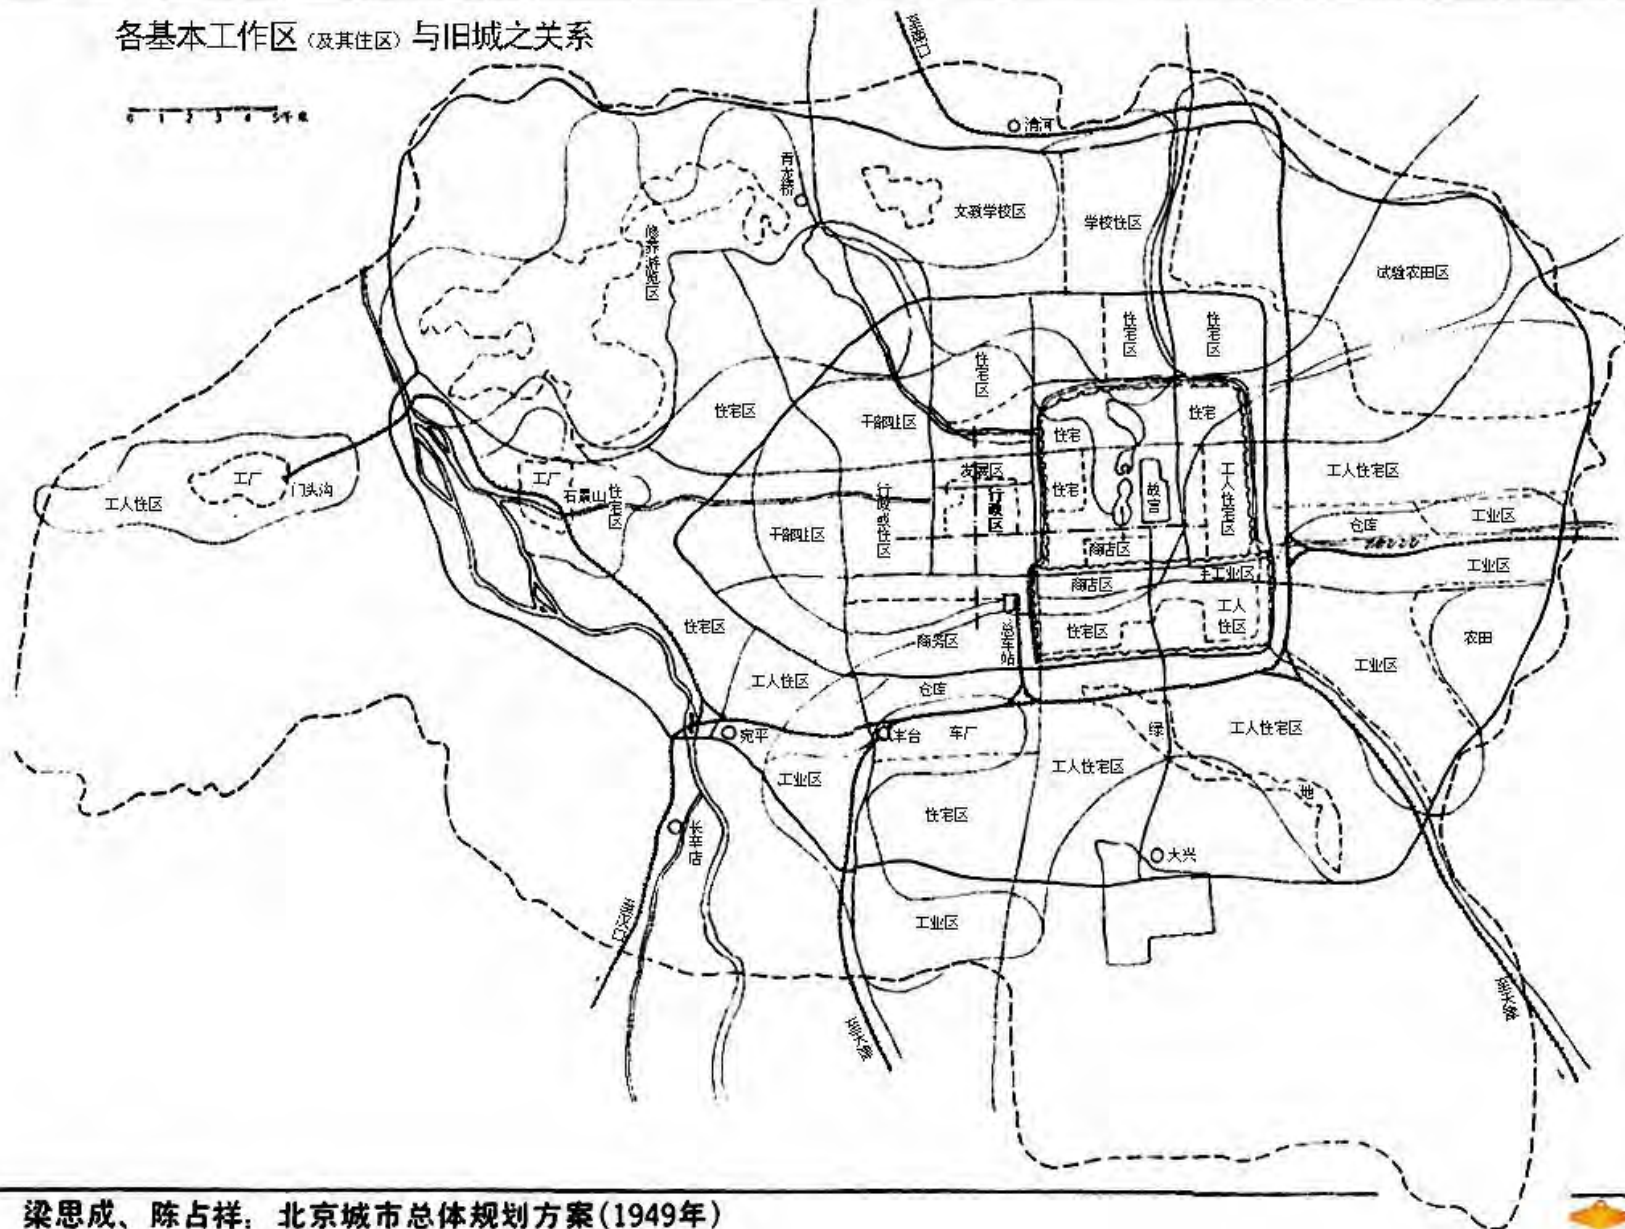 各基本工作区(及其住区)与旧城之关系
0 1 2 3 4 5千米
清河
青龙桥
文教学校区
学校住区
修养游览区
试验农田区
住宅区
住宅区
住宅区
住宅区
干部住区
住宅
住宅
发展区
工人住宅区
工厂
门头沟
工人住区
工厂
石景山
住宅区
行政或住区
行政区
住宅
故宫
工人住宅区
仓库
工业区
干部住区
商店区
工业区
商店区
手工业区
住宅区
商务区
总车站
住宅区
工人住区
农田
工业区
工人住区
仓库
宛平
丰台
车厂
绿
工人住宅区
工业区
工人住宅区
地
住宅区
长辛店
大兴
工业区
至汉口
至天津
梁思成、陈占祥:北京城市总体规划方案(1949年)